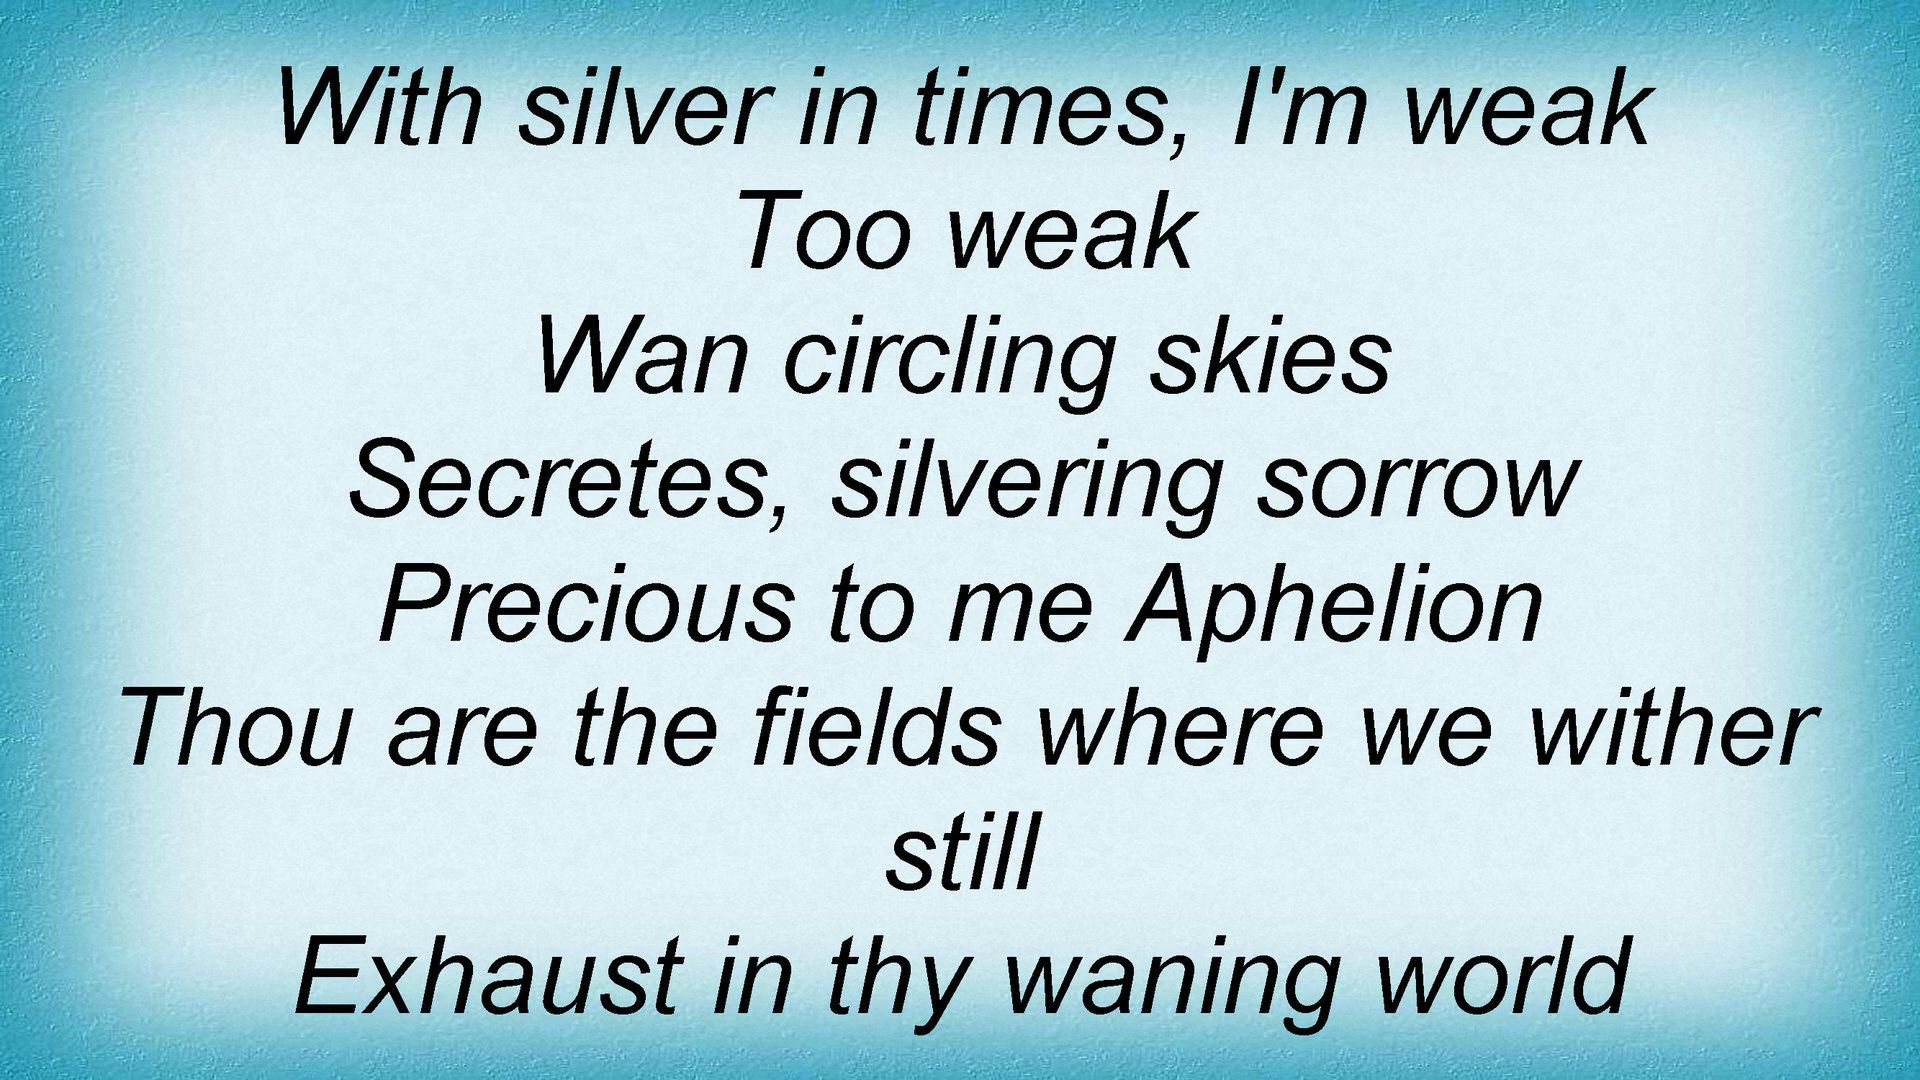 With silver in times, I'm weak
Too weak
Wan circling skies
Secretes, silvering sorrow
Precious to me Aphelion
Thou are the fields where we wither
still
Exhaust in thy waning world